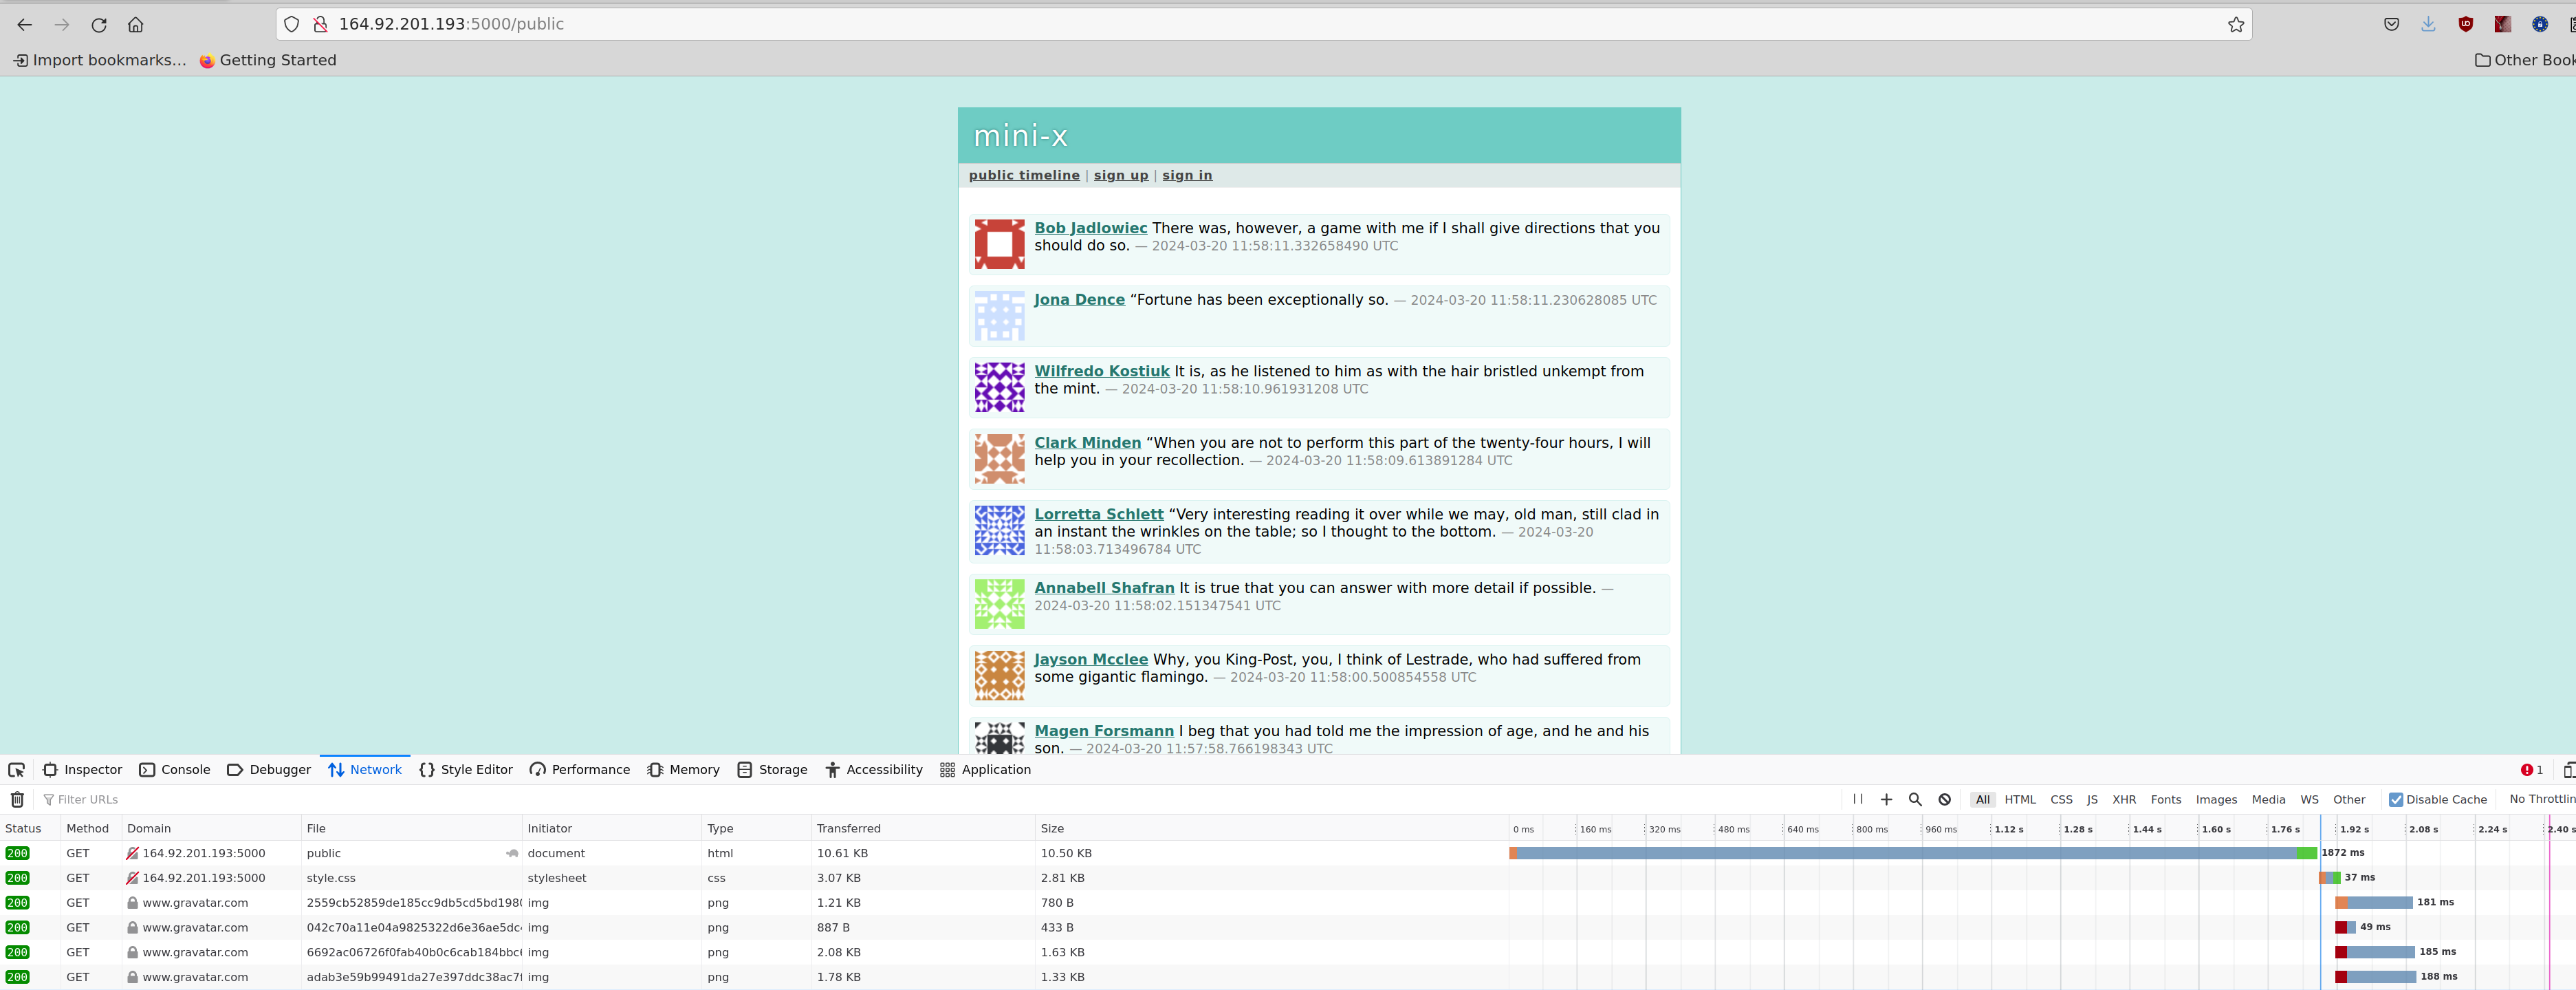 164.92.201.193:5000/public
Import bookmarks... Getting Started Other Book
mini-x
public timeline | sign up | sign in
Bob Jadlowiec There was, however, a game with me if I shall give directions that you
should do so. — 2024-03-20 11:58:11.332658490 UTC
Jona Dence “Fortune has been exceptionally so. — 2024-03-20 11:58:11.230628085 UTC
Wilfredo Kostiuk It is, as he listened to him as with the hair bristled unkempt from
the mint. — 2024-03-20 11:58:10.961931208 UTC
Clark Minden “When you are not to perform this part of the twenty-four hours, I will
help you in your recollection. — 2024-03-20 11:58:09.613891284 UTC
Lorretta Schlett “Very interesting reading it over while we may, old man, still clad in
an instant the wrinkles on the table; so I thought to the bottom. — 2024-03-20
11:58:03.713496784 UTC
Annabell Shafran It is true that you can answer with more detail if possible. —
2024-03-20 11:58:02.151347541 UTC
Jayson Mcclee Why, you King-Post, you, I think of Lestrade, who had suffered from
some gigantic flamingo. — 2024-03-20 11:58:00.500854558 UTC
Magen Forsmann I beg that you had told me the impression of age, and he and his
son. — 2024-03-20 11:57:58.766198343 UTC
Inspector Console Debugger Network Style Editor Performance Memory Storage Accessibility Application 1
Filter URLs All HTML CSS JS XHR Fonts Images Media WS Other Disable Cache No Throttlin
Status Method Domain File Initiator Type Transferred Size 0 ms 160 ms 320 ms 480 ms 640 ms 800 ms 960 ms 1.12 s 1.28 s 1.44 s 1.60 s 1.76 s 1.92 s 2.08 s 2.24 s 2.40 s
200 GET 164.92.201.193:5000 public document html 10.61 KB 10.50 KB 1872 ms
200 GET 164.92.201.193:5000 style.css stylesheet css 3.07 KB 2.81 KB 37 ms
200 GET www.gravatar.com 2559cb52859de185cc9db5cd5bd198 img png 1.21 KB 780 B 181 ms
200 GET www.gravatar.com 042c70a11e04a9825322d6e36ae5dc img png 887 B 433 B 49 ms
200 GET www.gravatar.com 6692ac06726f0fab40b0c6cab184bbc img png 2.08 KB 1.63 KB 185 ms
200 GET www.gravatar.com adab3e59b99491da27e397ddc38ac7 img png 1.78 KB 1.33 KB 188 ms